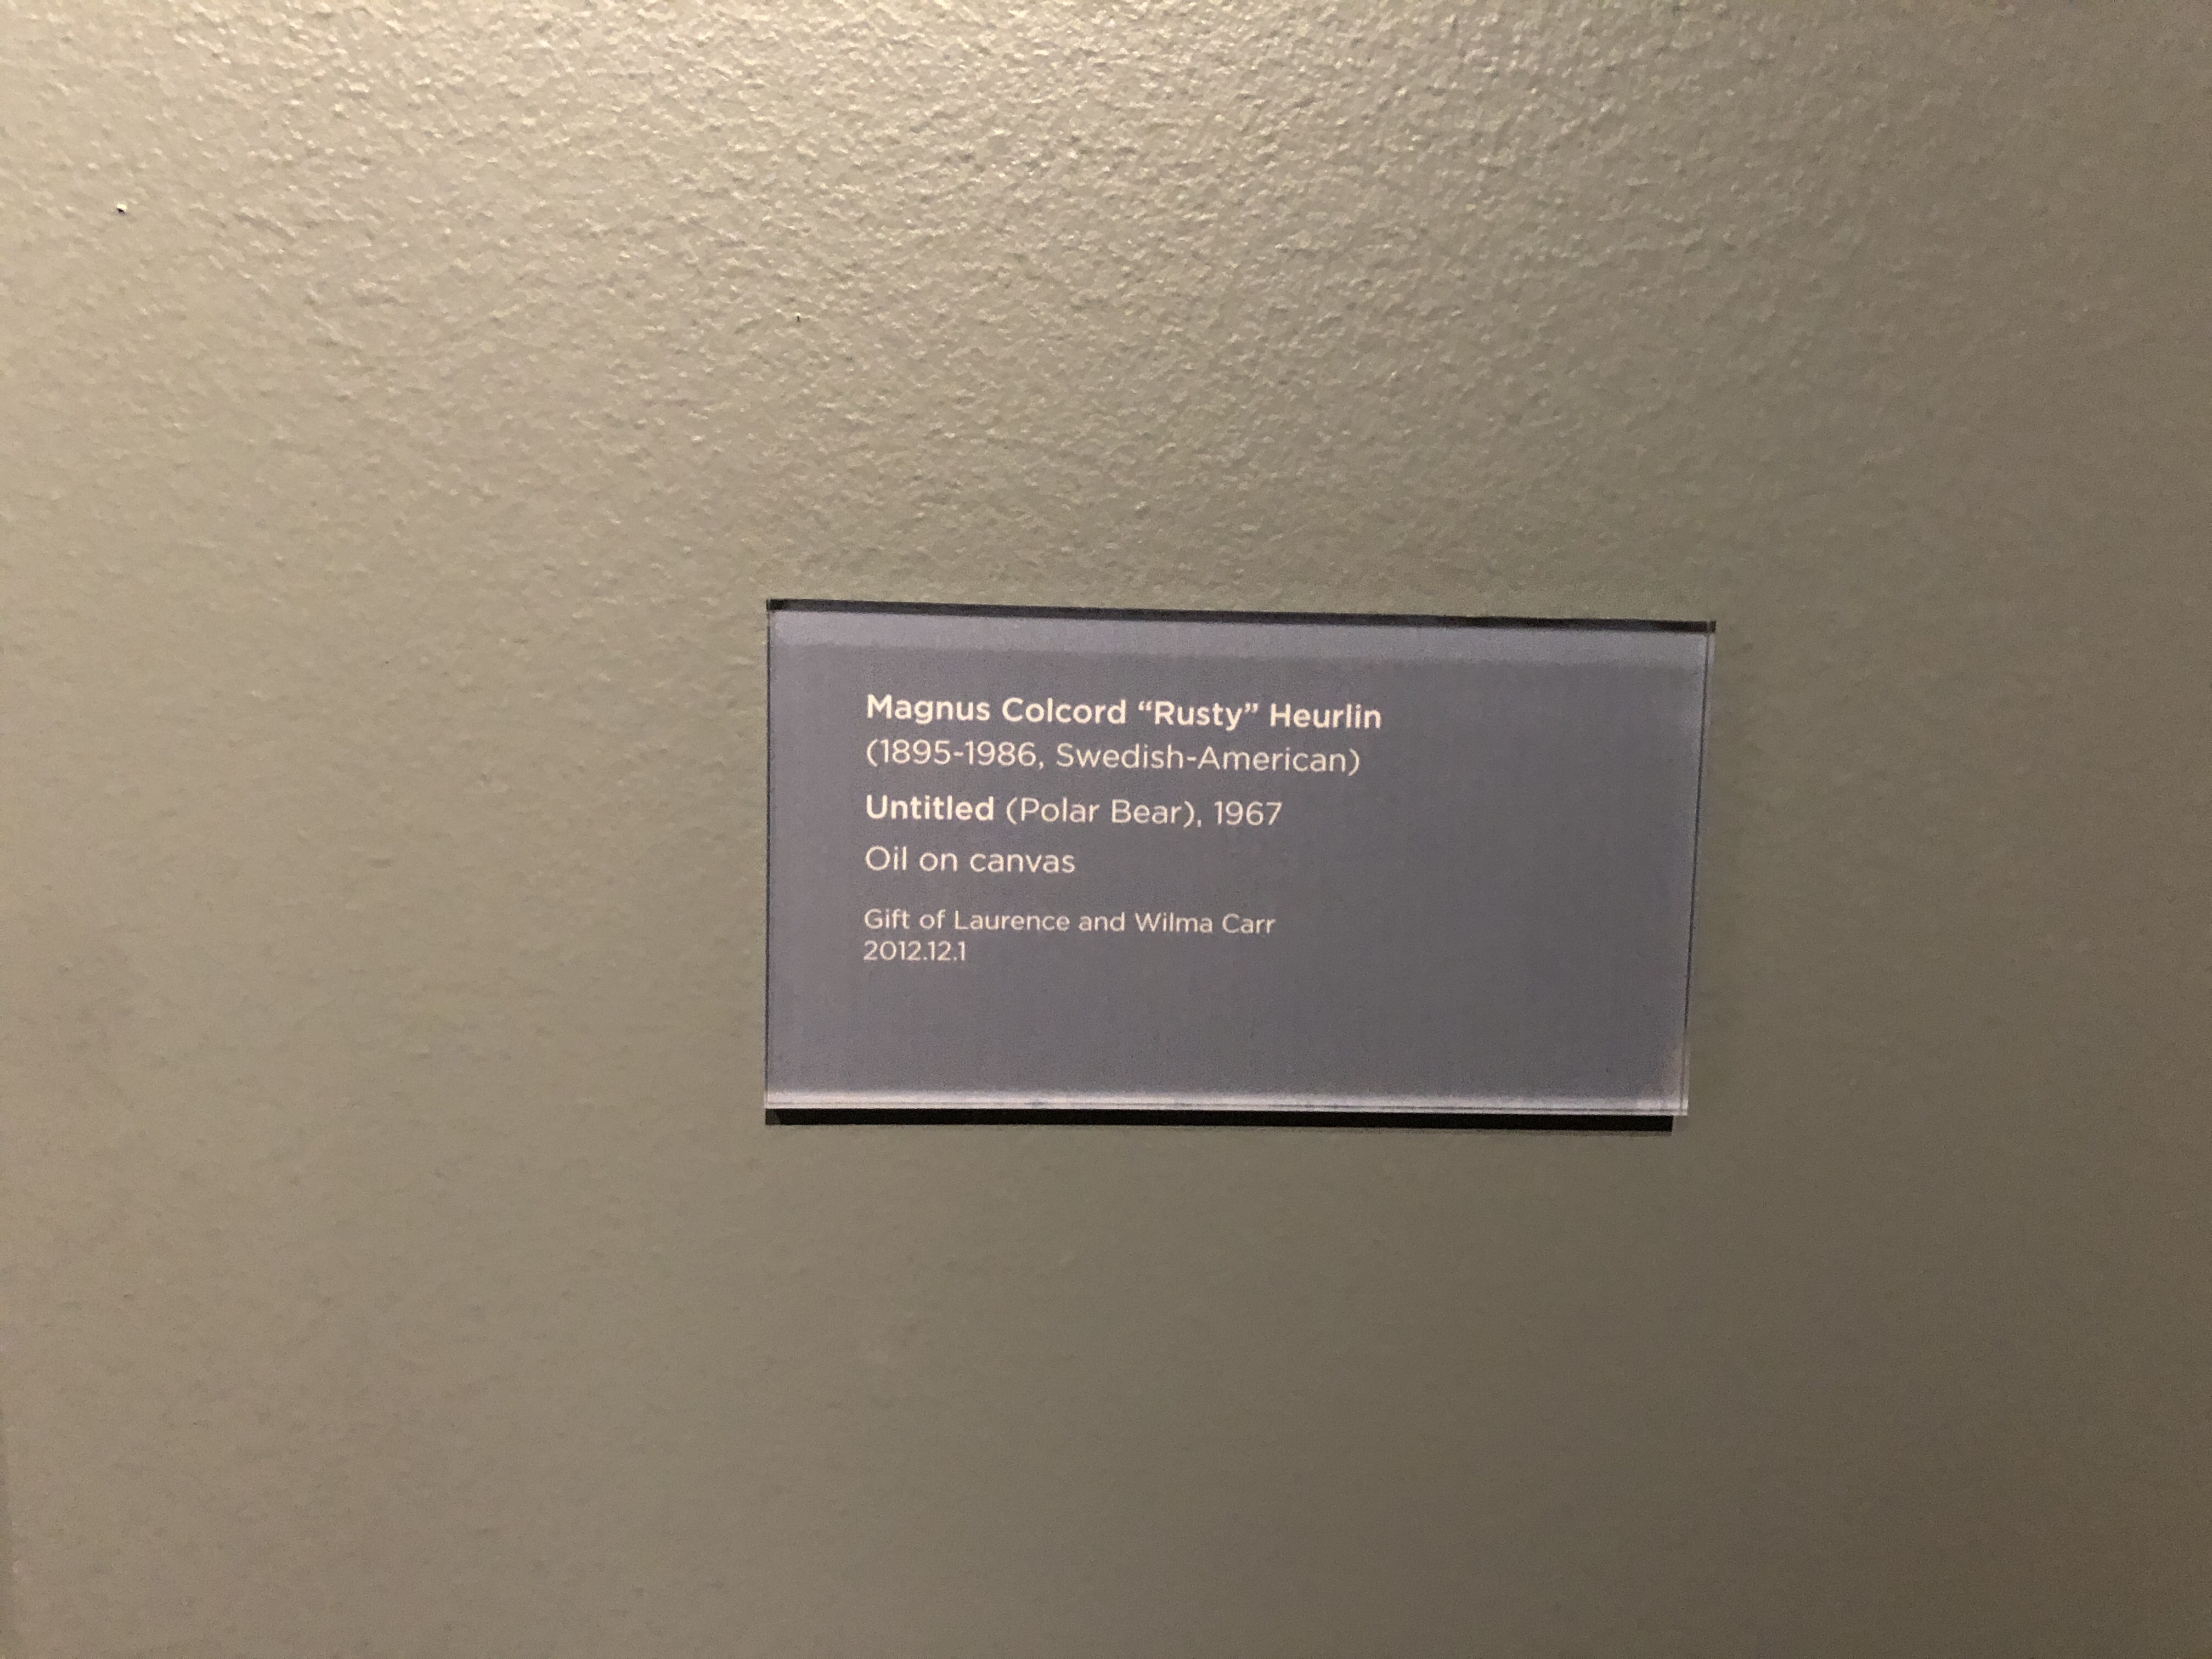 Magnus Colcord “Rusty” Heurlin
(1895-1986, Swedish-American)
Untitled (Polar Bear), 1967
Oil on canvas
Gift of Laurence and Wilma Carr
2012.12.1